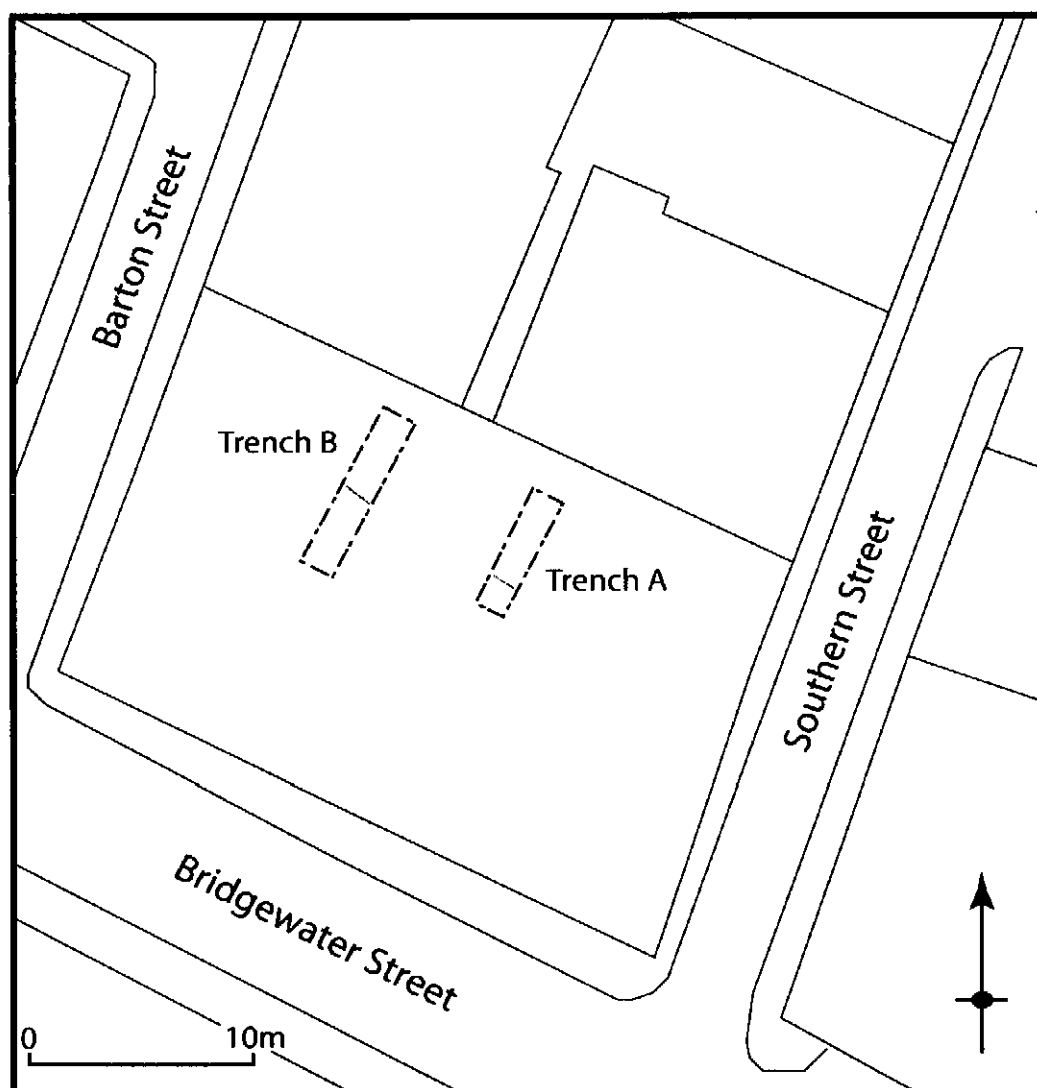 Barton Street
Trench B
Trench A
Southern Street
Bridgewater Street
0 10m